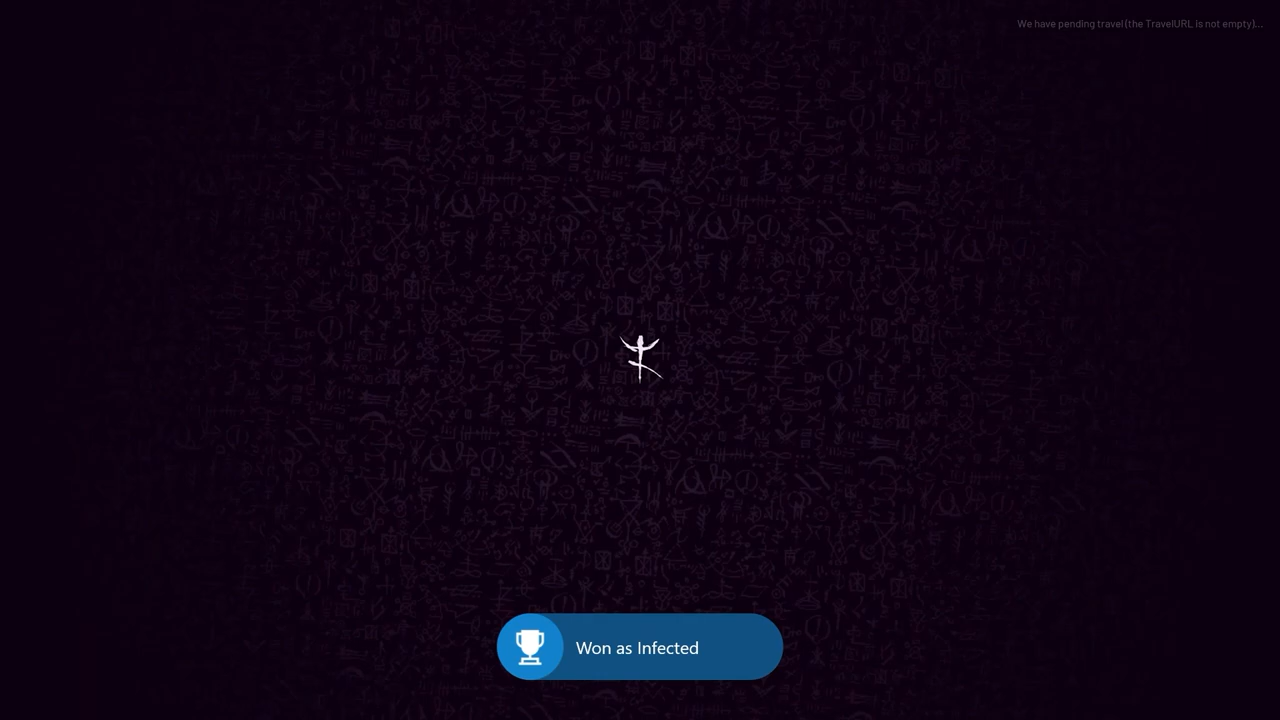 We have pending travel (the TravelURL is not empty)...
Won as Infected